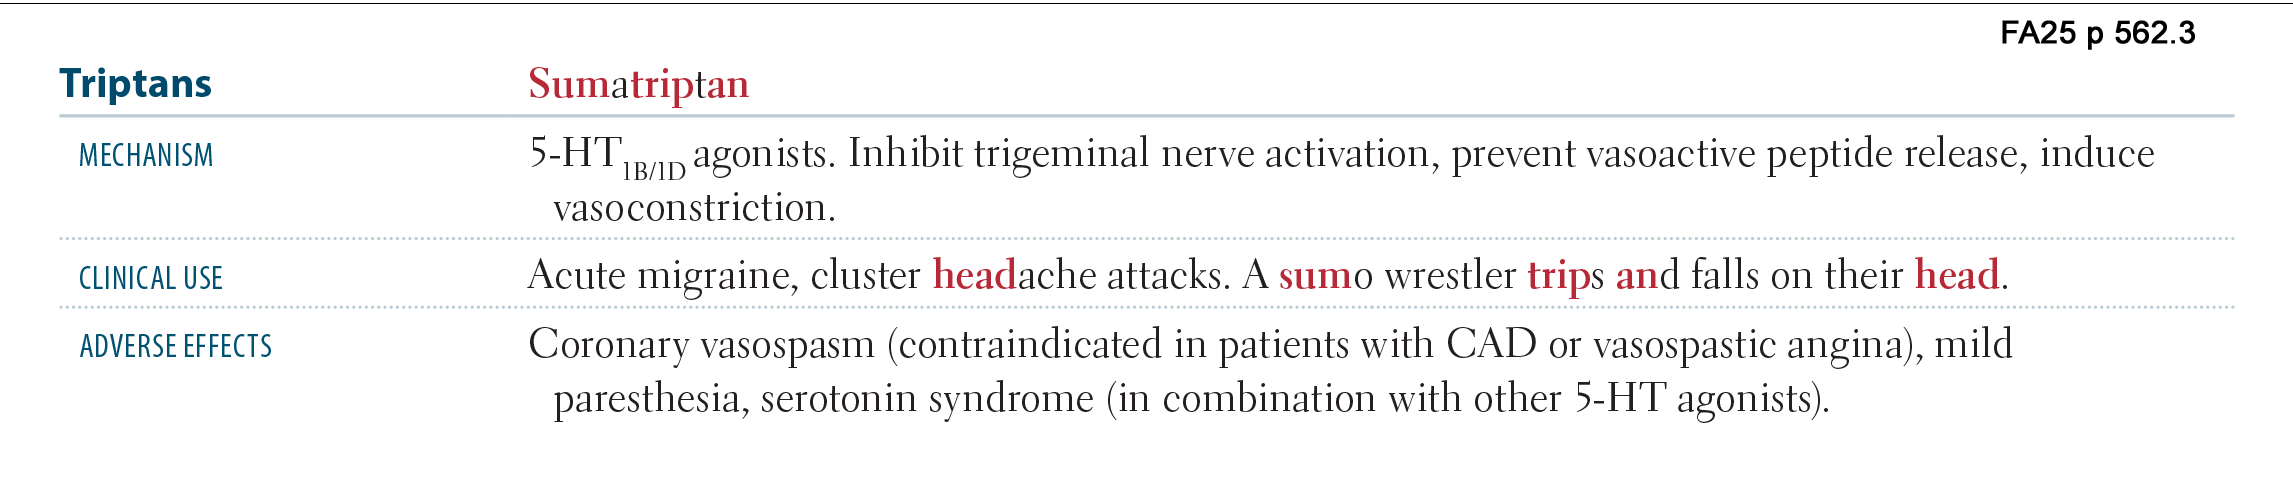 FA25 p 562.3
Triptans Sumatriptan
MECHANISM 5-HT1B/1D agonists. Inhibit trigeminal nerve activation, prevent vasoactive peptide release, induce
vasoconstriction.
CLINICAL USE Acute migraine, cluster headache attacks. A sumo wrestler trips and falls on their head.
ADVERSE EFFECTS Coronary vasospasm (contraindicated in patients with CAD or vasospastic angina), mild
paresthesia, serotonin syndrome (in combination with other 5-HT agonists).